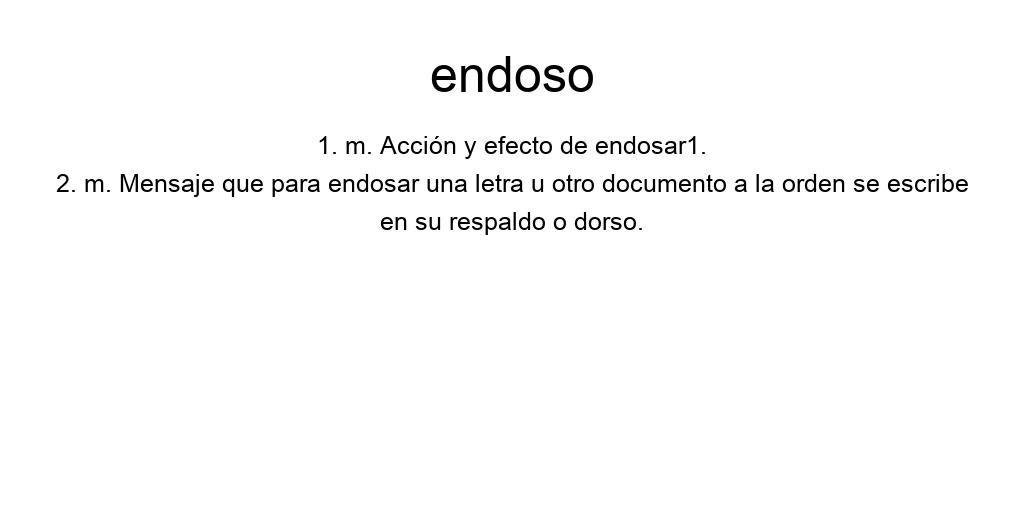 endoso
1. m. Acción y efecto de endosar1.
2. m. Mensaje que para endosar una letra u otro documento a la orden se escribe
en su respaldo o dorso.